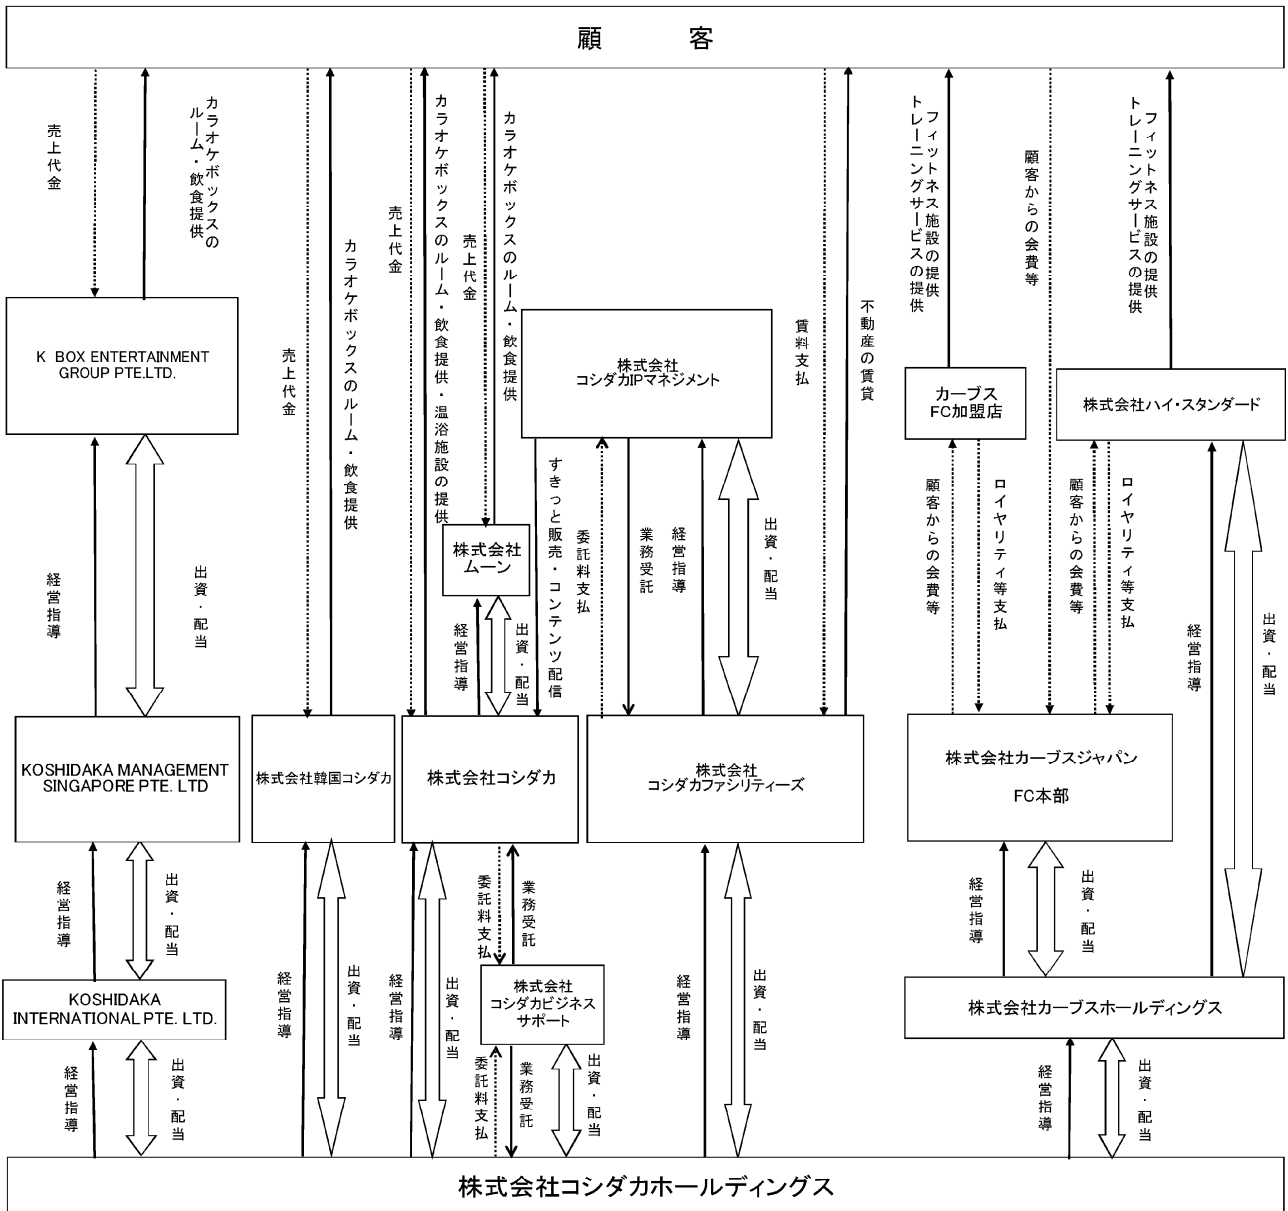 顧　　　客
売上代金
カラオケボックスの
ルーム・飲食提供
売上代金
カラオケボックスのルーム・飲食提供
売上代金
カラオケボックスのルーム・飲食提供・温浴施設の提供
売上代金
カラオケボックスのルーム・飲食提供
賃料支払
不動産の賃貸
フィットネス施設の提供
トレーニングサービスの提供
顧客からの会費等
フィットネス施設の提供
トレーニングサービスの提供
K BOX ENTERTAINMENT
GROUP PTE.LTD.
株式会社
コシダカIPマネジメント
カーブス
FC加盟店
株式会社ハイ・スタンダード
経営指導
出資・配当
株式会社
ムーン
経営指導
出資・配当
すきっと販売・コンテンツ配信
委託料支払
業務受託
経営指導
出資・配当
顧客からの会費等
ロイヤリティ等支払
顧客からの会費等
ロイヤリティ等支払
経営指導
出資・配当
KOSHIDAKA MANAGEMENT
SINGAPORE PTE. LTD
株式会社韓国コシダカ
株式会社コシダカ
株式会社
コシダカファシリティーズ
株式会社カーブスジャパン
FC本部
経営指導
出資・配当
経営指導
出資・配当
経営指導
出資・配当
委託料支払
業務受託
経営指導
出資・配当
経営指導
出資・配当
KOSHIDAKA
INTERNATIONAL PTE. LTD.
株式会社
コシダカビジネス
サポート
株式会社カーブスホールディングス
経営指導
出資・配当
委託料支払
業務受託
出資・配当
経営指導
出資・配当
株式会社コシダカホールディングス